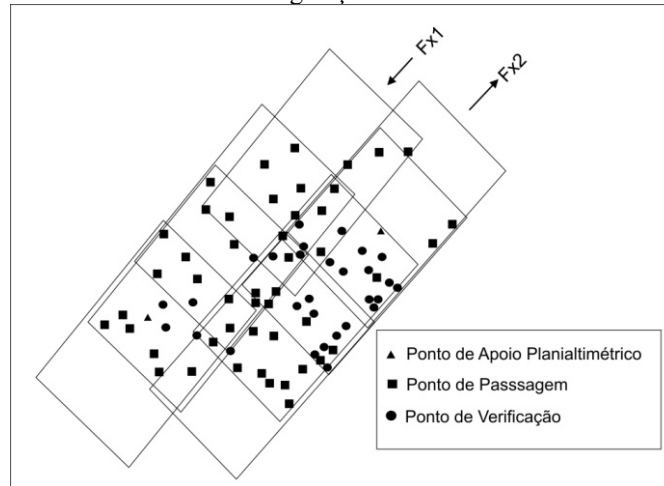 Fx1
Fx2
Ponto de Apoio Planialtimétrico
Ponto de Passsagem
Ponto de Verificação